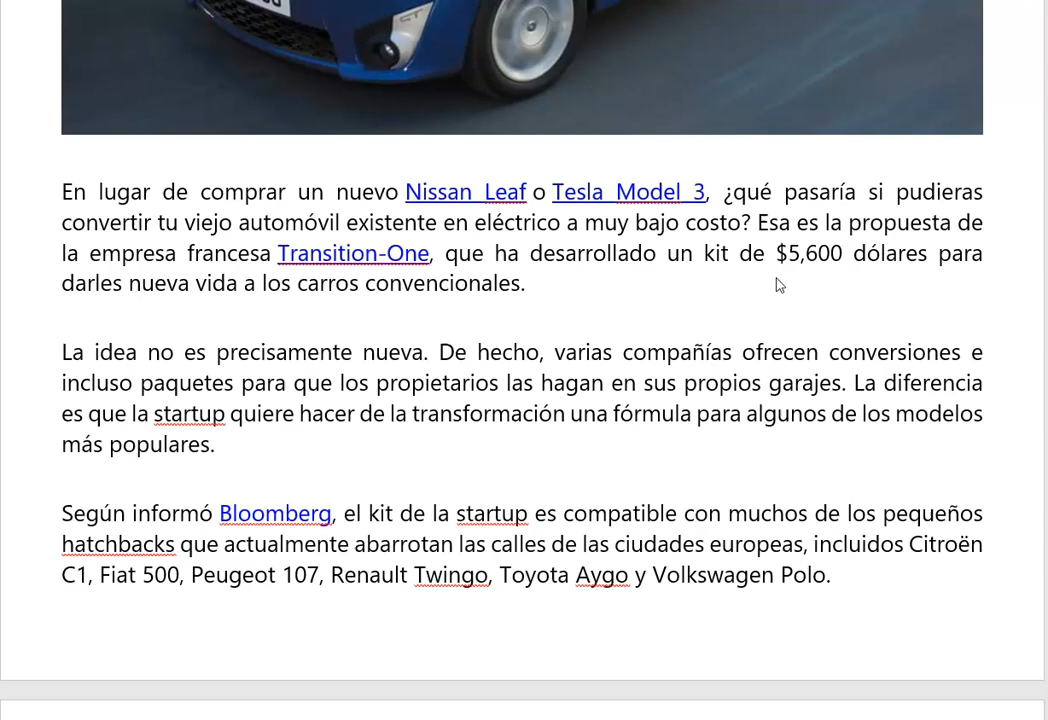 En lugar de comprar un nuevo Nissan Leaf o Tesla Model 3, ¿qué pasaría si pudieras
convertir tu viejo automóvil existente en eléctrico a muy bajo costo? Esa es la propuesta de
la empresa francesa Transition-One, que ha desarrollado un kit de $5,600 dólares para
darles nueva vida a los carros convencionales.
La idea no es precisamente nueva. De hecho, varias compañías ofrecen conversiones e
incluso paquetes para que los propietarios las hagan en sus propios garajes. La diferencia
es que la startup quiere hacer de la transformación una fórmula para algunos de los modelos
más populares.
Según informó Bloomberg, el kit de la startup es compatible con muchos de los pequeños
hatchbacks que actualmente abarrotan las calles de las ciudades europeas, incluidos Citroën
C1, Fiat 500, Peugeot 107, Renault Twingo, Toyota Aygo y Volkswagen Polo.